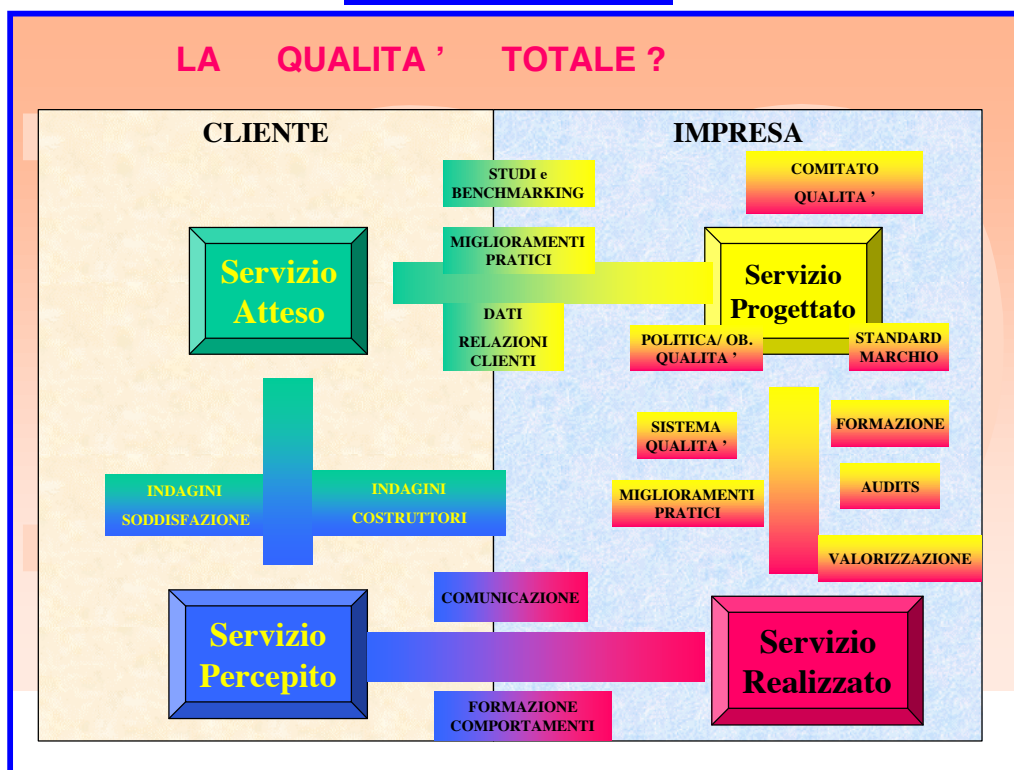 LA QUALITA ’ TOTALE ?
CLIENTE
IMPRESA
STUDI e
BENCHMARKING
COMITATO
QUALITA ’
MIGLIORAMENTI
PRATICI
Servizio
Atteso
Servizio
Progettato
DATI
RELAZIONI
CLIENTI
POLITICA/ OB.
QUALITA ’
STANDARD
MARCHIO
SISTEMA
QUALITA ’
FORMAZIONE
INDAGINI
SODDISFAZIONE
INDAGINI
COSTRUTTORI
MIGLIORAMENTI
PRATICI
AUDITS
VALORIZZAZIONE
COMUNICAZIONE
Servizio
Percepito
Servizio
Realizzato
FORMAZIONE
COMPORTAMENTI